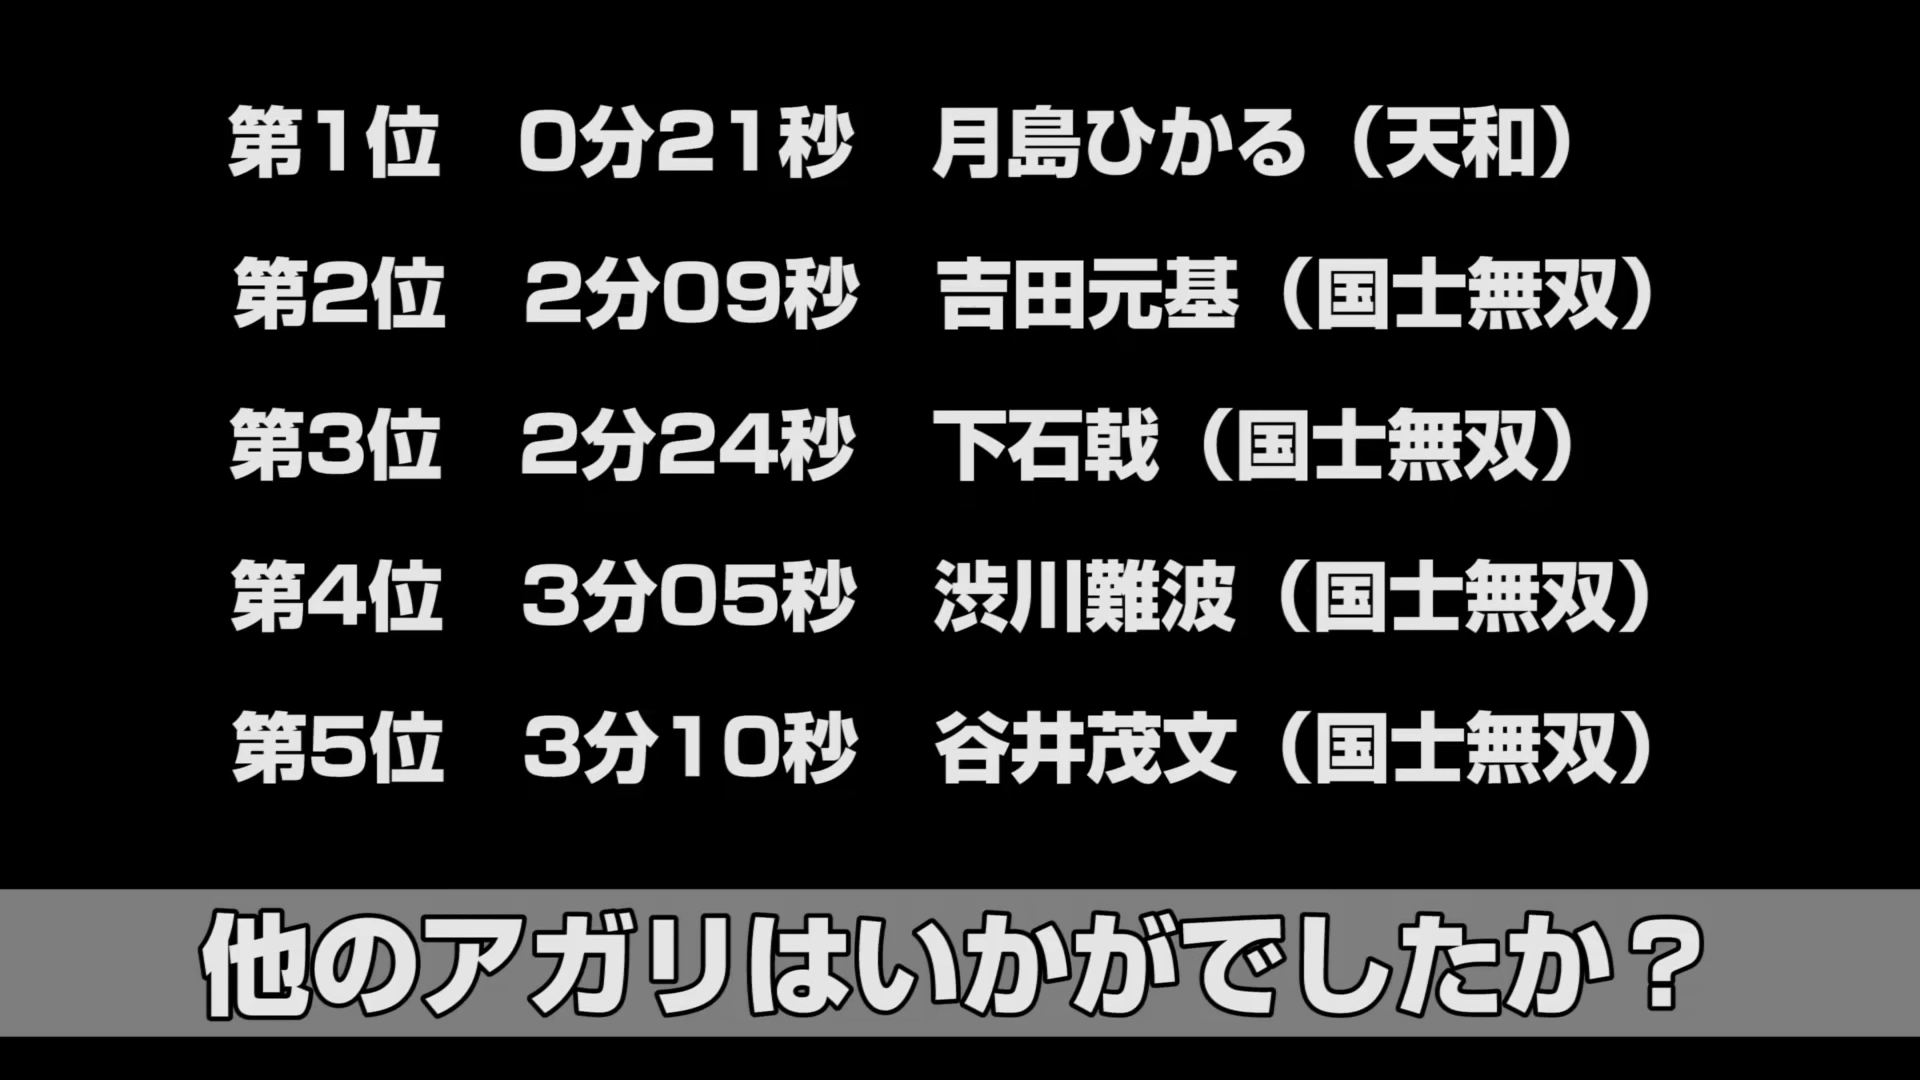 第1位　0分21秒　月島ひかる（天和）
第2位　2分09秒　吉田元基（国士無双）
第3位　2分24秒　下石戟（国士無双）
第4位　3分05秒　渋川難波（国士無双）
第5位　3分10秒　谷井茂文（国士無双）
他のアガリはいかがでしたか？